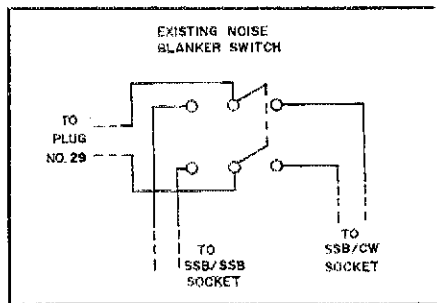 EXISTING NOISE
BLANKER SWITCH
TO
PLUG
NO. 29
TO
SSB/SSB
SOCKET
TO
SSB/CW
SOCKET